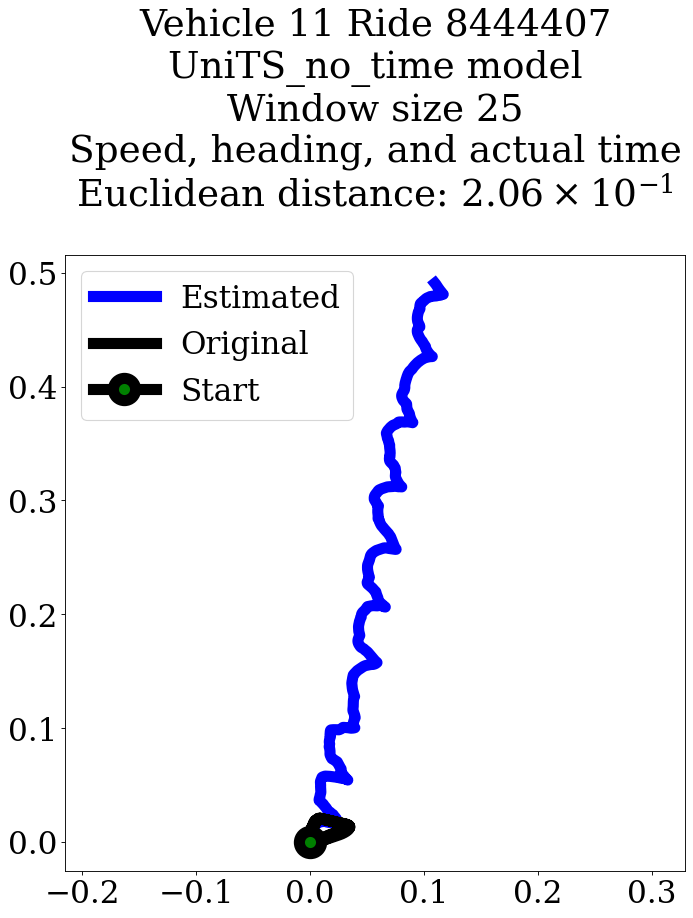 Vehicle 11 Ride 8444407
UniTS_no_time model
Window size 25
Speed, heading, and actual time
Euclidean distance: 2.06 × 10⁻¹
Estimated
Original
Start
0.5
0.4
0.3
0.2
0.1
0.0
−0.2 −0.1 0.0 0.1 0.2 0.3